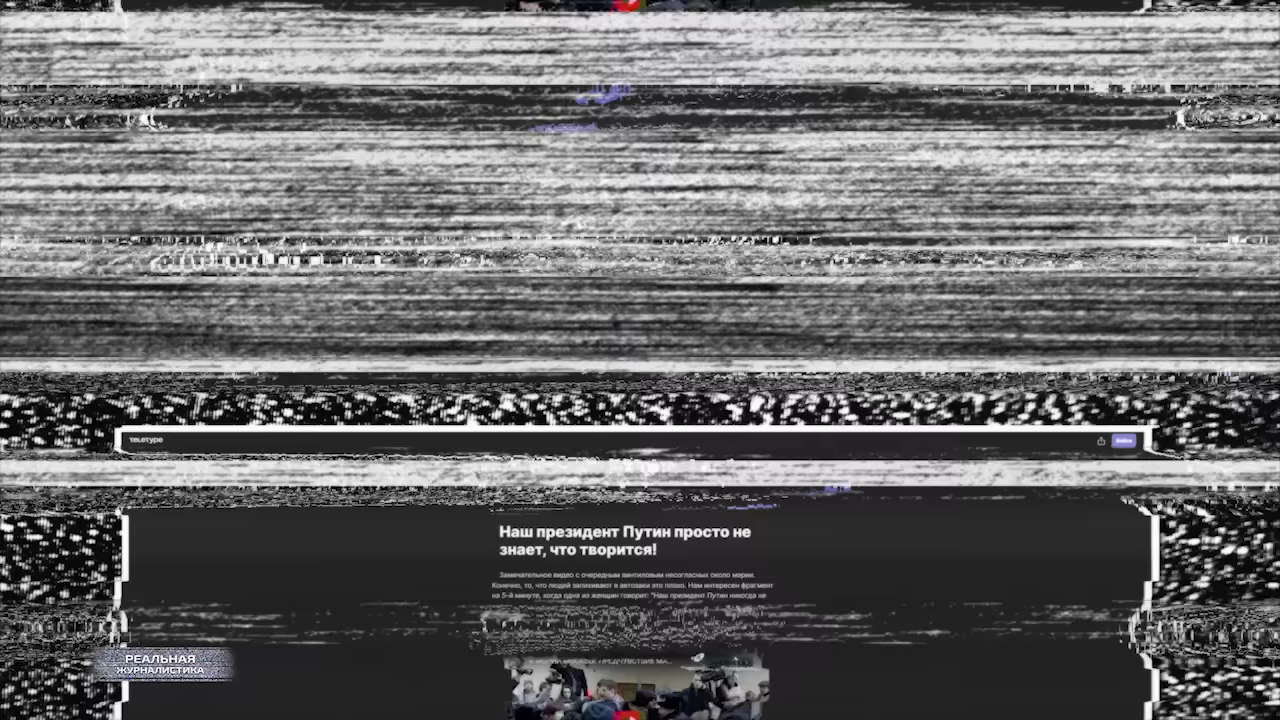 теletype
Войти
Наш президент Путин просто не
знает, что творится!
Замечательное видео с очередным винтиловым несогласных около мэрии.
Конечно, то, что людей запихивают в автозаки это плохо. Нам интересен фрагмент
на 5-й минуте, когда одна из женщин говорит: "Наш президент Путин никогда не
РЕАЛЬНАЯ
ЖУРНАЛИСТИКА